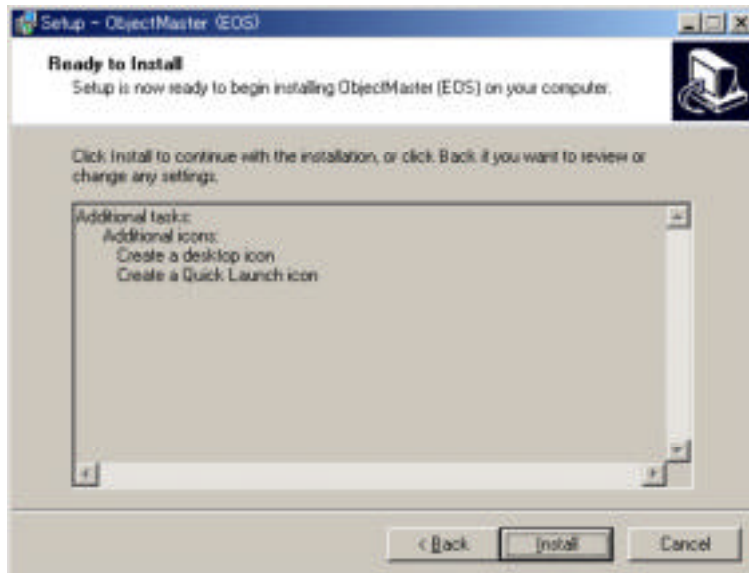 Setup - ObjectMaster (EOS)
Ready to Install
Setup is now ready to begin installing ObjectMaster (EOS) on your computer.
Click Install to continue with the installation, or click Back if you want to review or
change any settings.
Additional tasks:
Additional icons:
Create a desktop icon
Create a Quick Launch icon
< Back
Install
Cancel